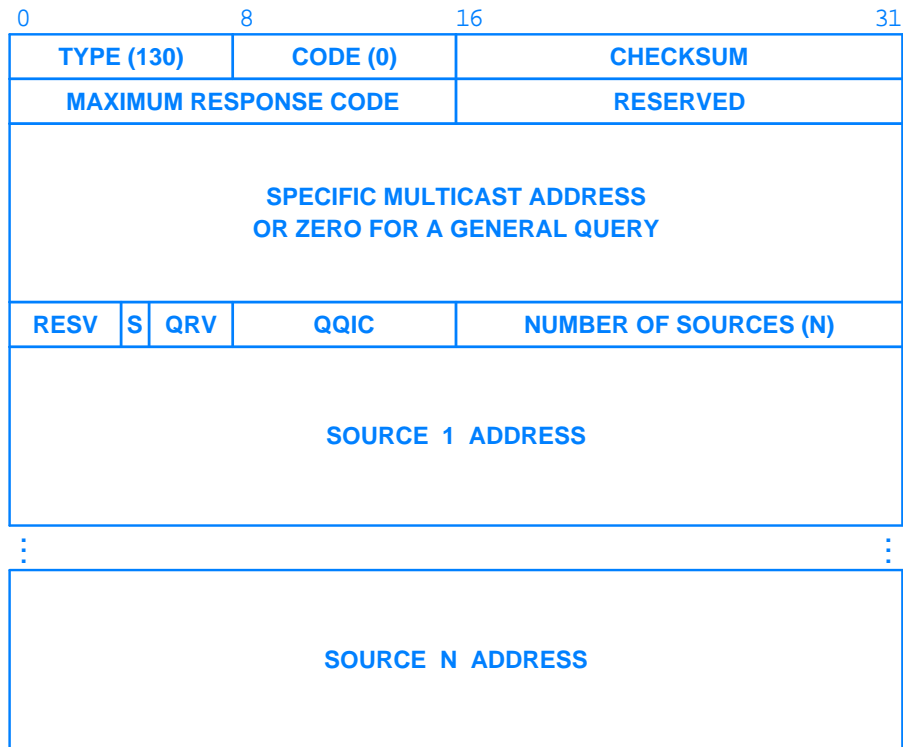 0 8 16 31
TYPE (130) CODE (0) CHECKSUM
MAXIMUM RESPONSE CODE RESERVED
SPECIFIC MULTICAST ADDRESS
OR ZERO FOR A GENERAL QUERY
RESV S QRV QQIC NUMBER OF SOURCES (N)
SOURCE 1 ADDRESS
SOURCE N ADDRESS